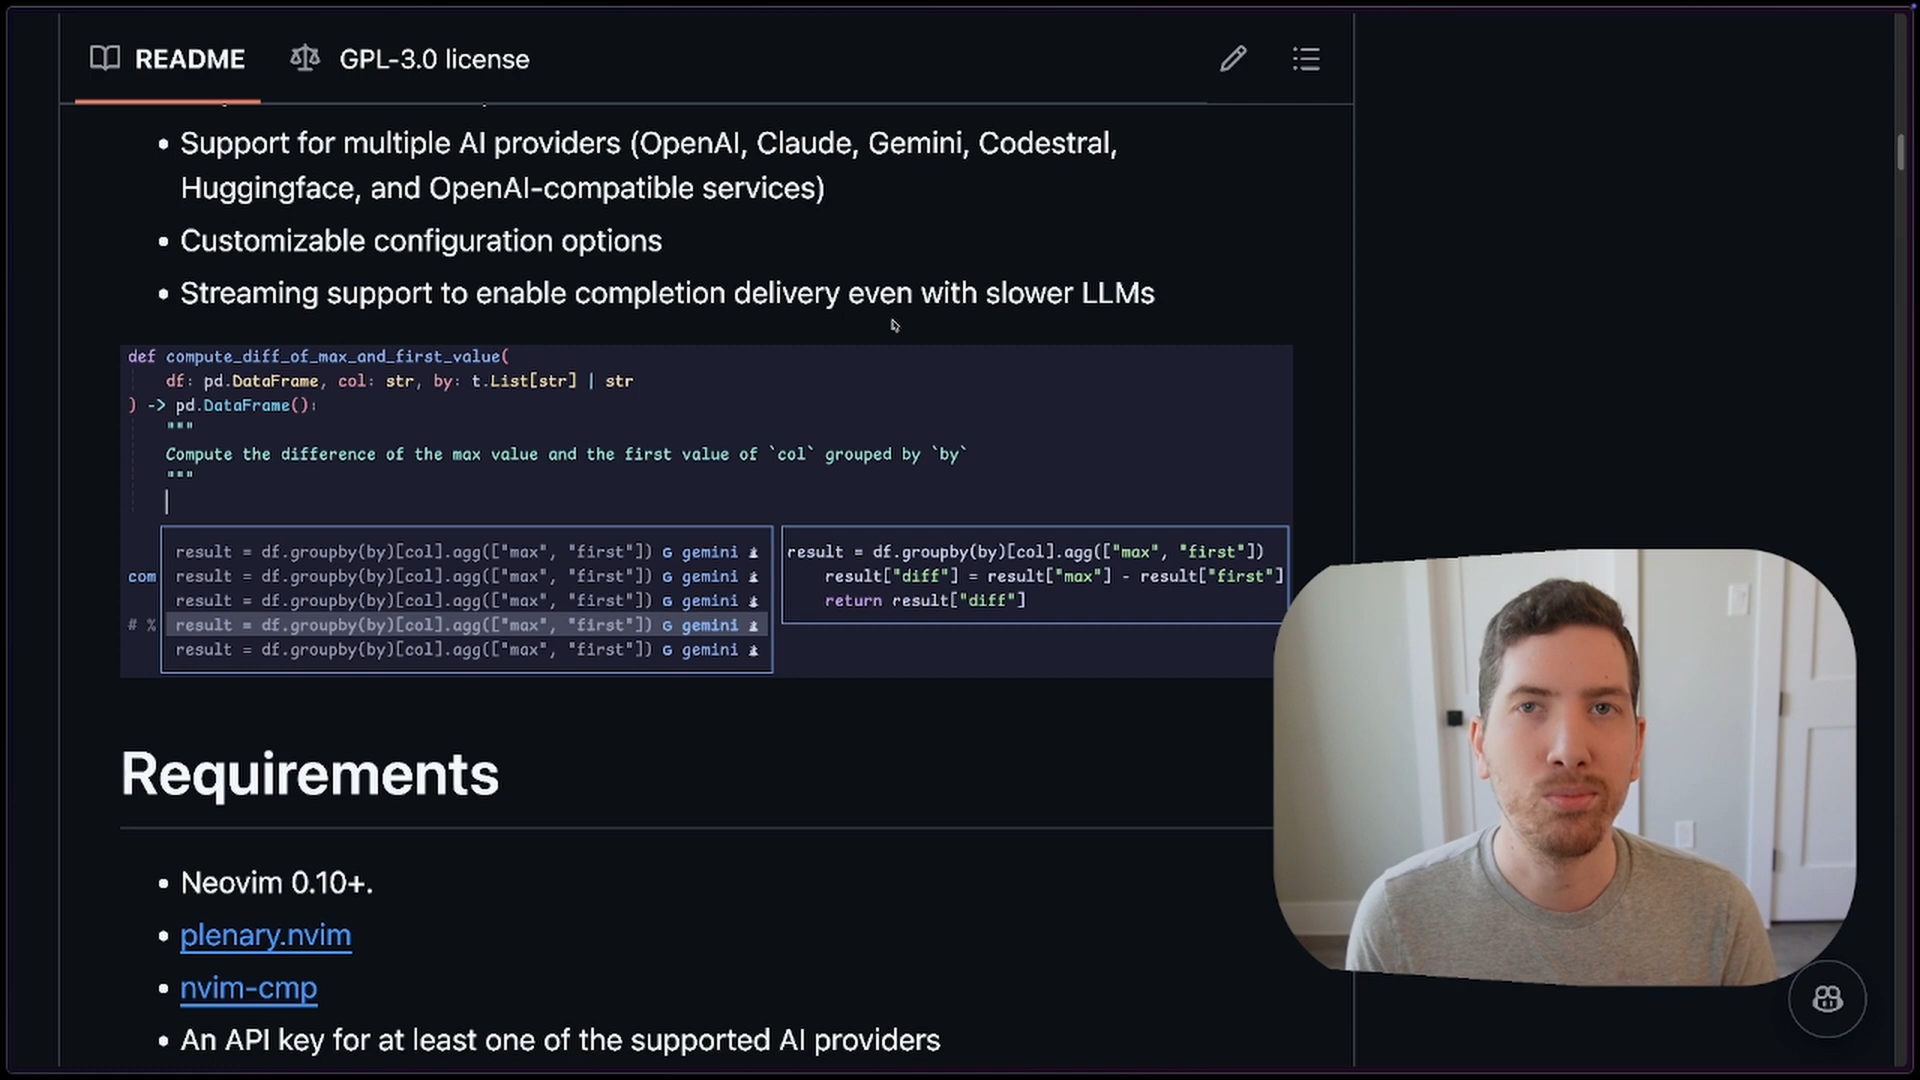 README GPL-3.0 license
• Support for multiple AI providers (OpenAI, Claude, Gemini, Codestral,
Huggingface, and OpenAI-compatible services)
• Customizable configuration options
• Streaming support to enable completion delivery even with slower LLMs
def compute_diff_of_max_and_first_value(
df: pd.DataFrame, col: str, by: t.List[str] | str
) -> pd.DataFrame():
"""
Compute the difference of the max value and the first value of `col` grouped by `by`
"""
result = df.groupby(by)[col].agg(["max", "first"]) G gemini
com result = df.groupby(by)[col].agg(["max", "first"]) G gemini
result = df.groupby(by)[col].agg(["max", "first"]) G gemini
# % result = df.groupby(by)[col].agg(["max", "first"]) G gemini
result = df.groupby(by)[col].agg(["max", "first"]) G gemini
result = df.groupby(by)[col].agg(["max", "first"])
result["diff"] = result["max"] - result["first"]
return result["diff"]
Requirements
• Neovim 0.10+.
• plenary.nvim
• nvim-cmp
• An API key for at least one of the supported AI providers